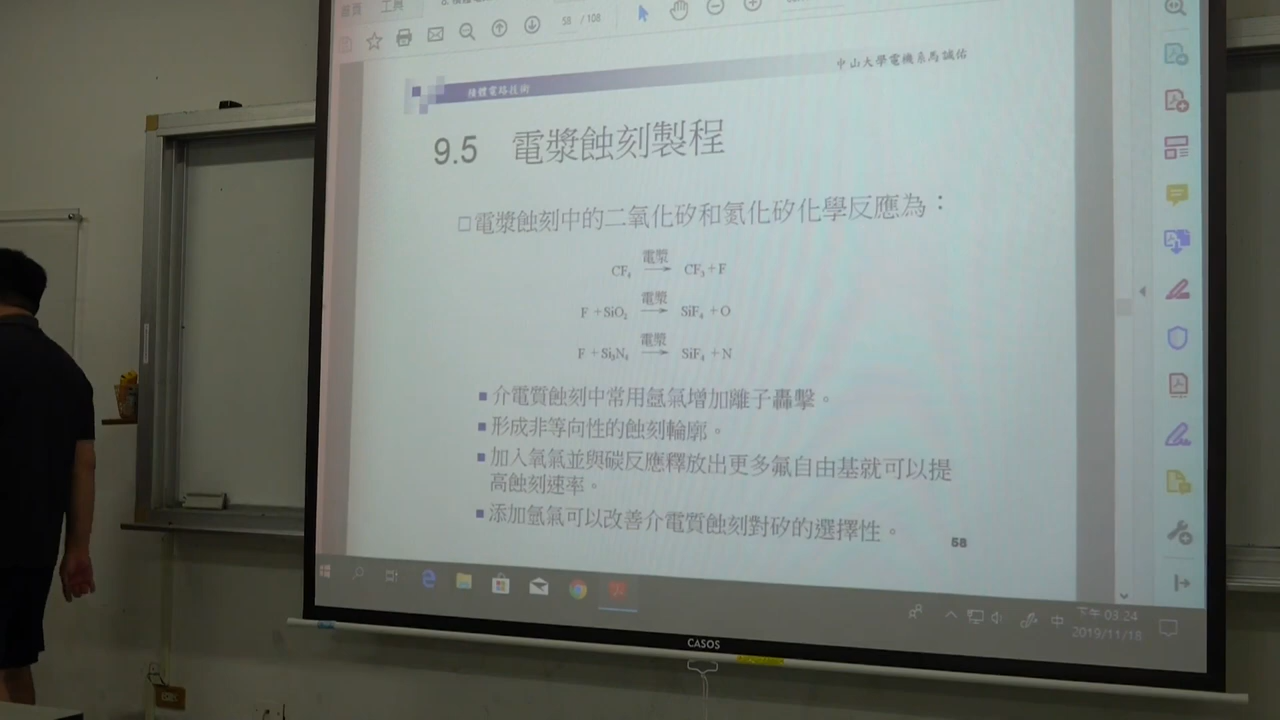 工具
58 / 108
積體電路技術
中山大學電機系馬誠佑
9.5 電漿蝕刻製程
□電漿蝕刻中的二氧化矽和氮化矽化學反應為：
電漿
CF₄ → CF₃+F
電漿
F +SiO₂ → SiF₄+O
電漿
F +Si₃N₄ → SiF₄+N
■ 介電質蝕刻中常用氬氣增加離子轟擊。
■ 形成非等向性的蝕刻輪廓。
■ 加入氧氣並與碳反應釋放出更多氟自由基就可以提
高蝕刻速率。
■ 添加氫氣可以改善介電質蝕刻對矽的選擇性。
58
中
下午 03:24
2019/11/18
CASOS